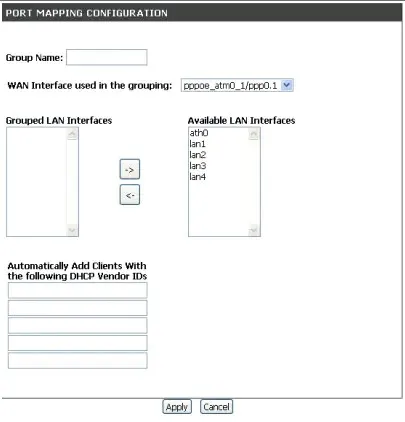 PORT MAPPING CONFIGURATION
Group Name:
WAN Interface used in the grouping: pppoe_atm0_1/ppp0.1
Grouped LAN Interfaces Available LAN Interfaces
ath0
lan1
lan2
lan3
lan4
->
<-
Automatically Add Clients With
the following DHCP Vendor IDs
Apply Cancel